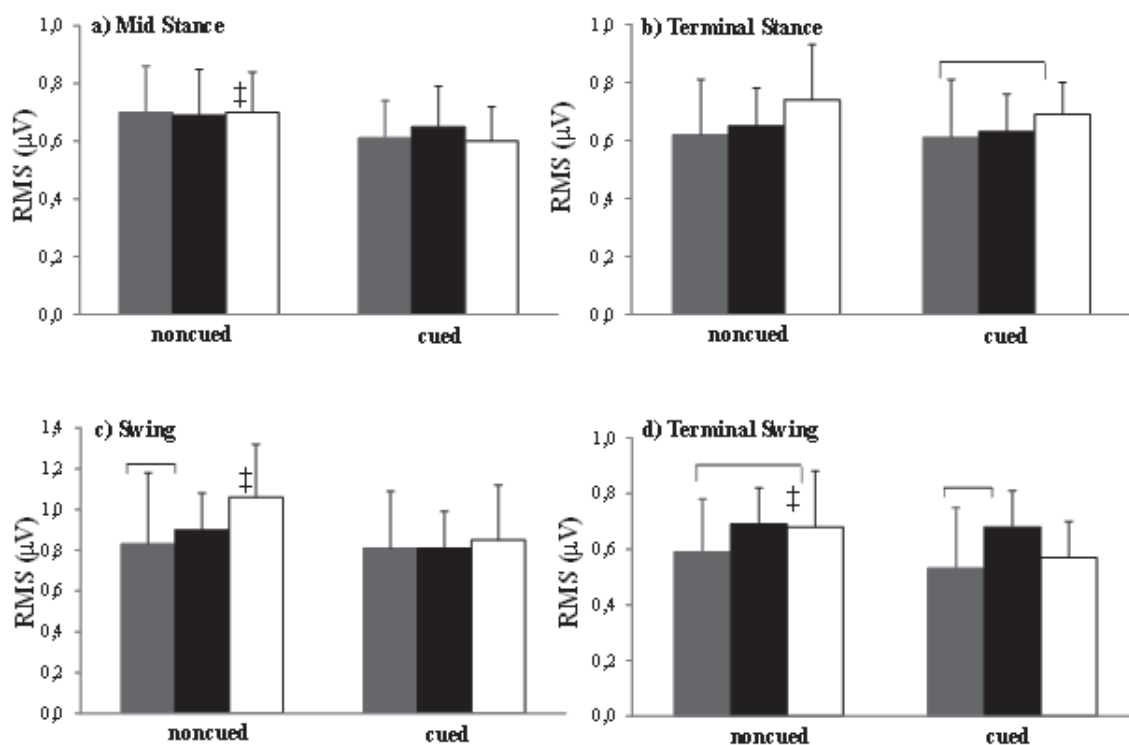 a) Mid Stance
RMS (µV)
1,0
0,8
0,6
0,4
0,2
0,0
‡
noncued
cued
b) Terminal Stance
RMS (µV)
1,0
0,8
0,6
0,4
0,2
0,0
noncued
cued
c) Swing
RMS (µV)
1,4
1,2
1,0
0,8
0,6
0,4
0,2
0,0
‡
noncued
cued
d) Terminal Swing
RMS (µV)
1,0
0,8
0,6
0,4
0,2
0,0
‡
noncued
cued